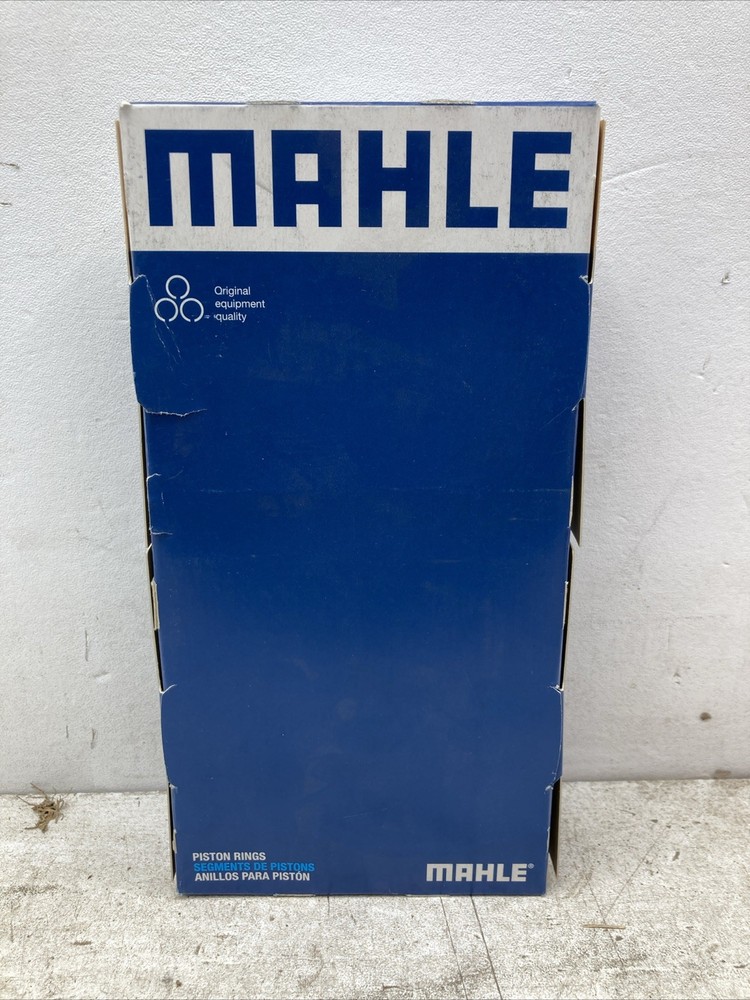 MAHLE
Original
equipment
quality
PISTON RINGS
SEGMENTS DE PISTONS
ANILLOS PARA PISTÓN
MAHLE®